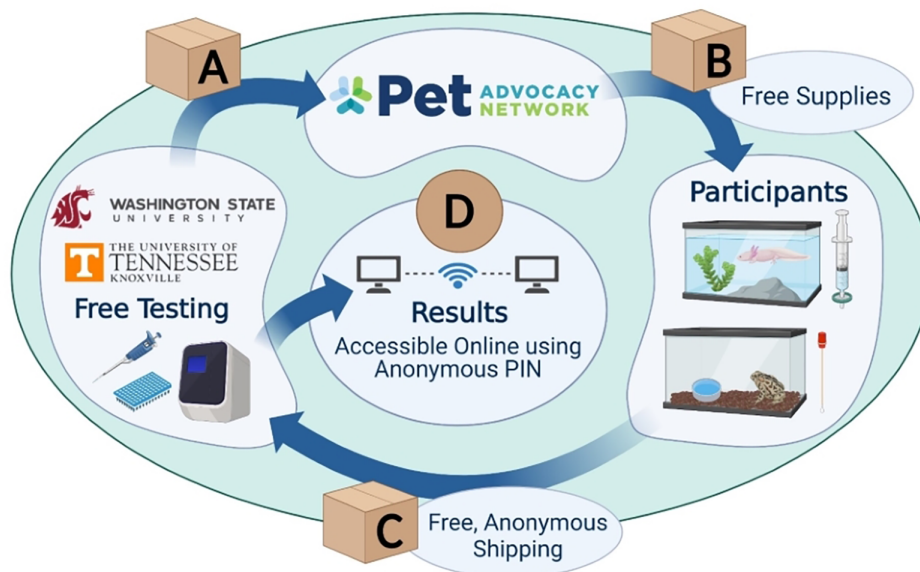 A
B
Pet ADVOCACY
NETWORK
Free Supplies
WASHINGTON STATE
UNIVERSITY
T
THE UNIVERSITY OF
TENNESSEE
KNOXVILLE
Free Testing
D
Results
Accessible Online using
Anonymous PIN
Participants
C
Free, Anonymous
Shipping